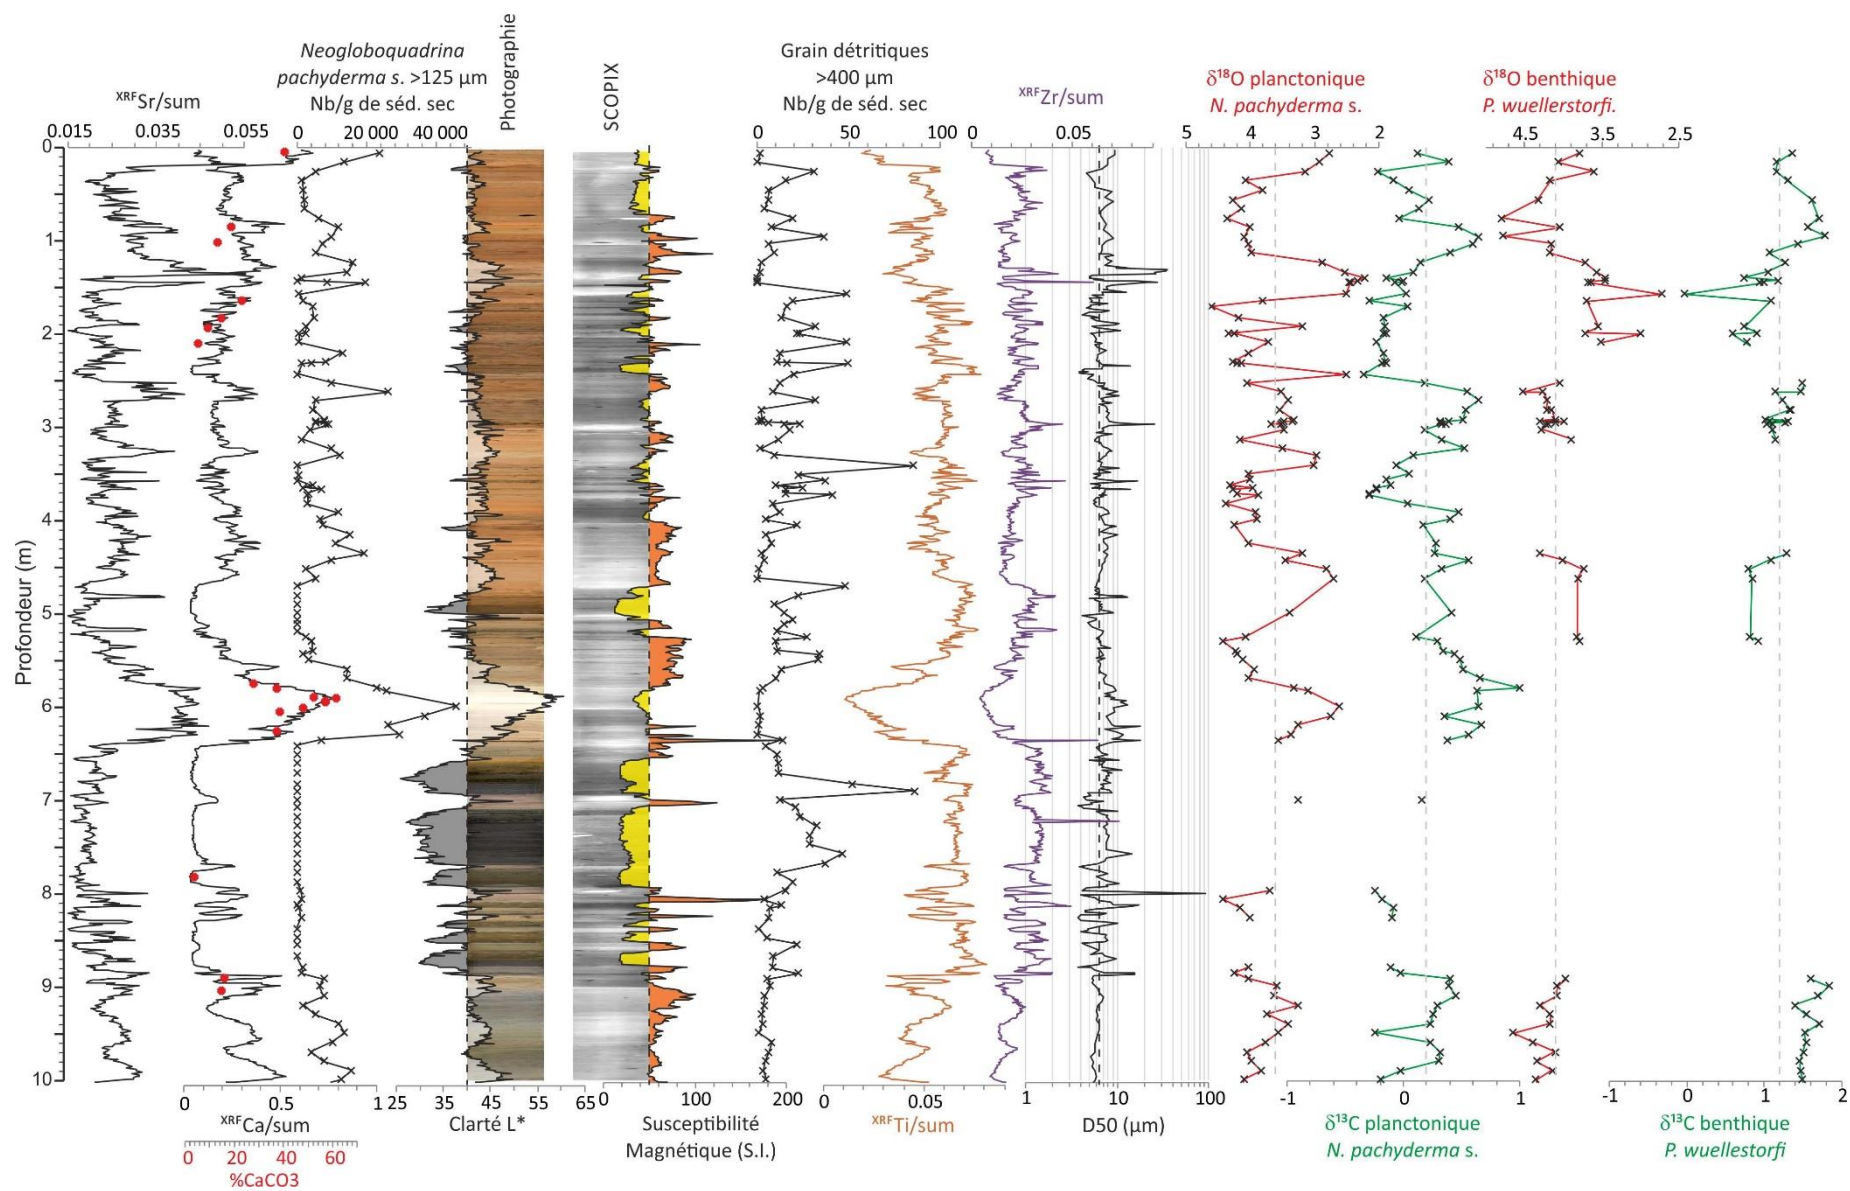 Neogloboquadrina
pachyderma s. >125 µm
Nb/g de séd. sec
XRFSr/sum
Photographie
SCOPIX
Grain détritiques
>400 µm
Nb/g de séd. sec
XRFZr/sum
δ18O planctonique
N. pachyderma s.
δ18O benthique
P. wuellerstorfi.
0.015 0.035 0.055 0 20 000 40 000
0 50 100 0 0.05 5 4 3 2 4.5 3.5 2.5
0
1
2
3
4
5
6
7
8
9
10
Profondeur (m)
0 0.5 1 25 35 45 55 65 0 100 200 0 0.05 1 10 100 -1 0 1 -1 0 1 2
XRFCa/sum
Clarté L*
Susceptibilité
Magnétique (S.I.)
XRFTi/sum
D50 (µm)
δ13C planctonique
N. pachyderma s.
δ13C benthique
P. wuellestorfi
0 20 40 60
%CaCO3